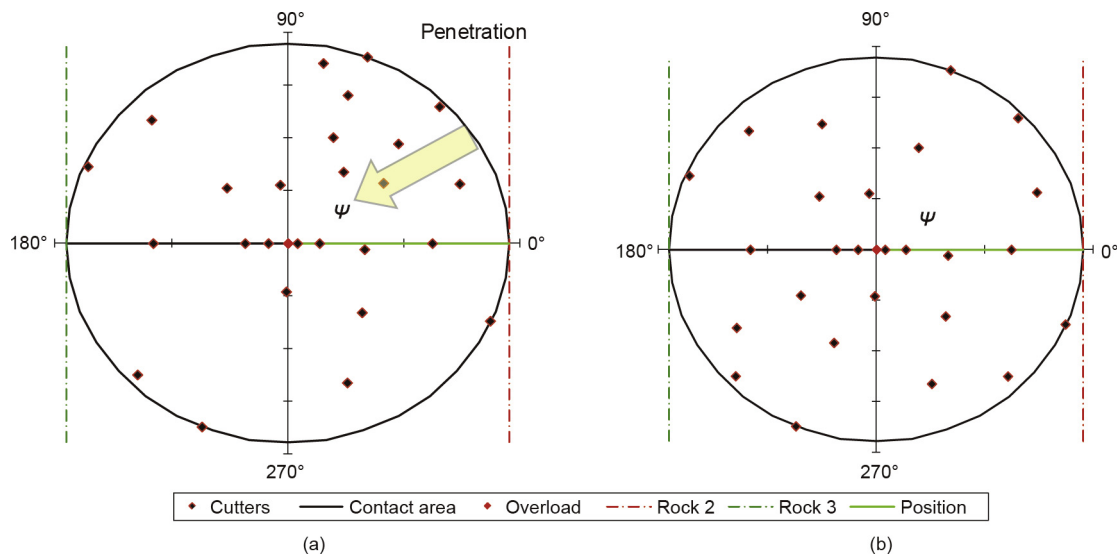 90°
Penetration
ψ
180°
0°
270°
90°
ψ
180°
0°
270°
Cutters Contact area Overload Rock 2 Rock 3 Position
(a) (b)